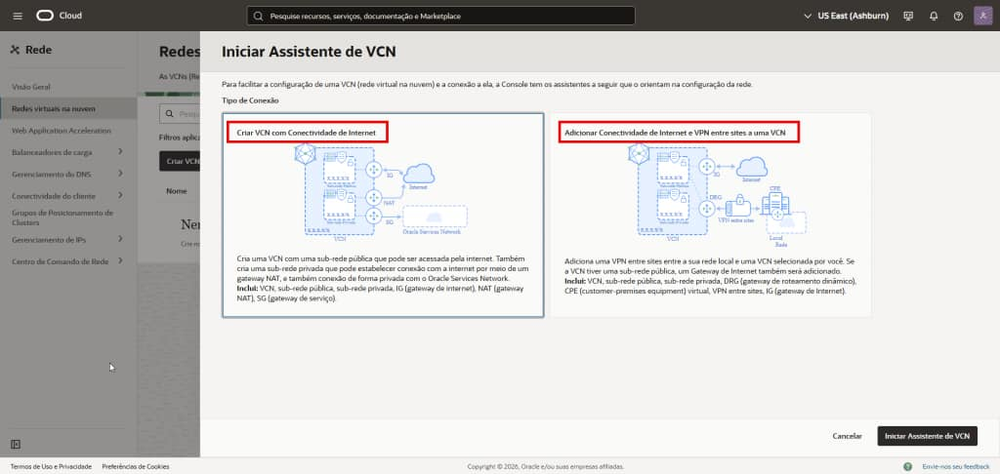 Cloud
Pesquise recursos, serviços, documentação e Marketplace
US East (Ashburn)
Rede
Visão Geral
Redes virtuais na nuvem
Web Application Acceleration
Balanceadores de carga
Gerenciamento do DNS
Conectividade do cliente
Grupos de Posicionamento de
Clusters
Gerenciamento de IPs
Centro de Comando de Rede
Redes
As VCNs (Re
Pesqu
Filtros aplica
Criar VCN
Nome
Iniciar Assistente de VCN
Para facilitar a configuração de uma VCN (rede virtual na nuvem) e a conexão a ela, a Console tem os assistentes a seguir que o orientam na configuração da rede.
Tipo de Conexão
Criar VCN com Conectividade de Internet
IG
Internet
NAT
SG
Oracle Services Network
VCN
Cria uma VCN com uma sub-rede pública que pode ser acessada pela internet. Também
cria uma sub-rede privada que pode estabelecer conexão com a internet por meio de um
gateway NAT, e também conexão de forma privada com o Oracle Services Network.
Inclui: VCN, sub-rede pública, sub-rede privada, IG (gateway de internet), NAT (gateway
NAT), SG (gateway de serviço).
Adicionar Conectividade de Internet e VPN entre sites a uma VCN
IG
Internet
CPE
DRG
VPN entre sites
Local
Rede
VCN
Adiciona uma VPN entre sites entre a sua rede local e uma VCN selecionada por você. Se
a VCN tiver uma sub-rede pública, um Gateway de Internet também será adicionado.
Inclui: VCN, sub-rede pública, sub-rede privada, DRG (gateway de roteamento dinâmico),
CPE (customer-premises equipment) virtual, VPN entre sites, IG (gateway de Internet).
Cancelar
Iniciar Assistente de VCN
Termos de Uso e Privacidade
Preferências de Cookies
Copyright © 2026, Oracle e/ou suas empresas afiliadas.
Envie-nos seu feedback